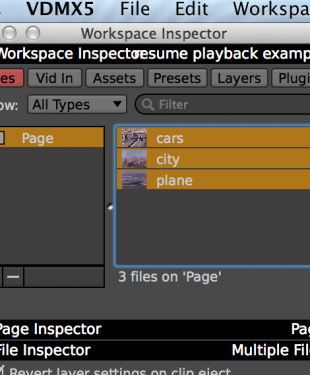 VDMX5 File Edit Workspa
Workspace Inspector
Workspace Inspector resume playback examp
es Vid In Assets Presets Layers Plugi
ow: All Types Filter
Page
cars
city
plane
3 files on 'Page'
Page Inspector Pag
File Inspector Multiple File
Revert layer settings on clip eject